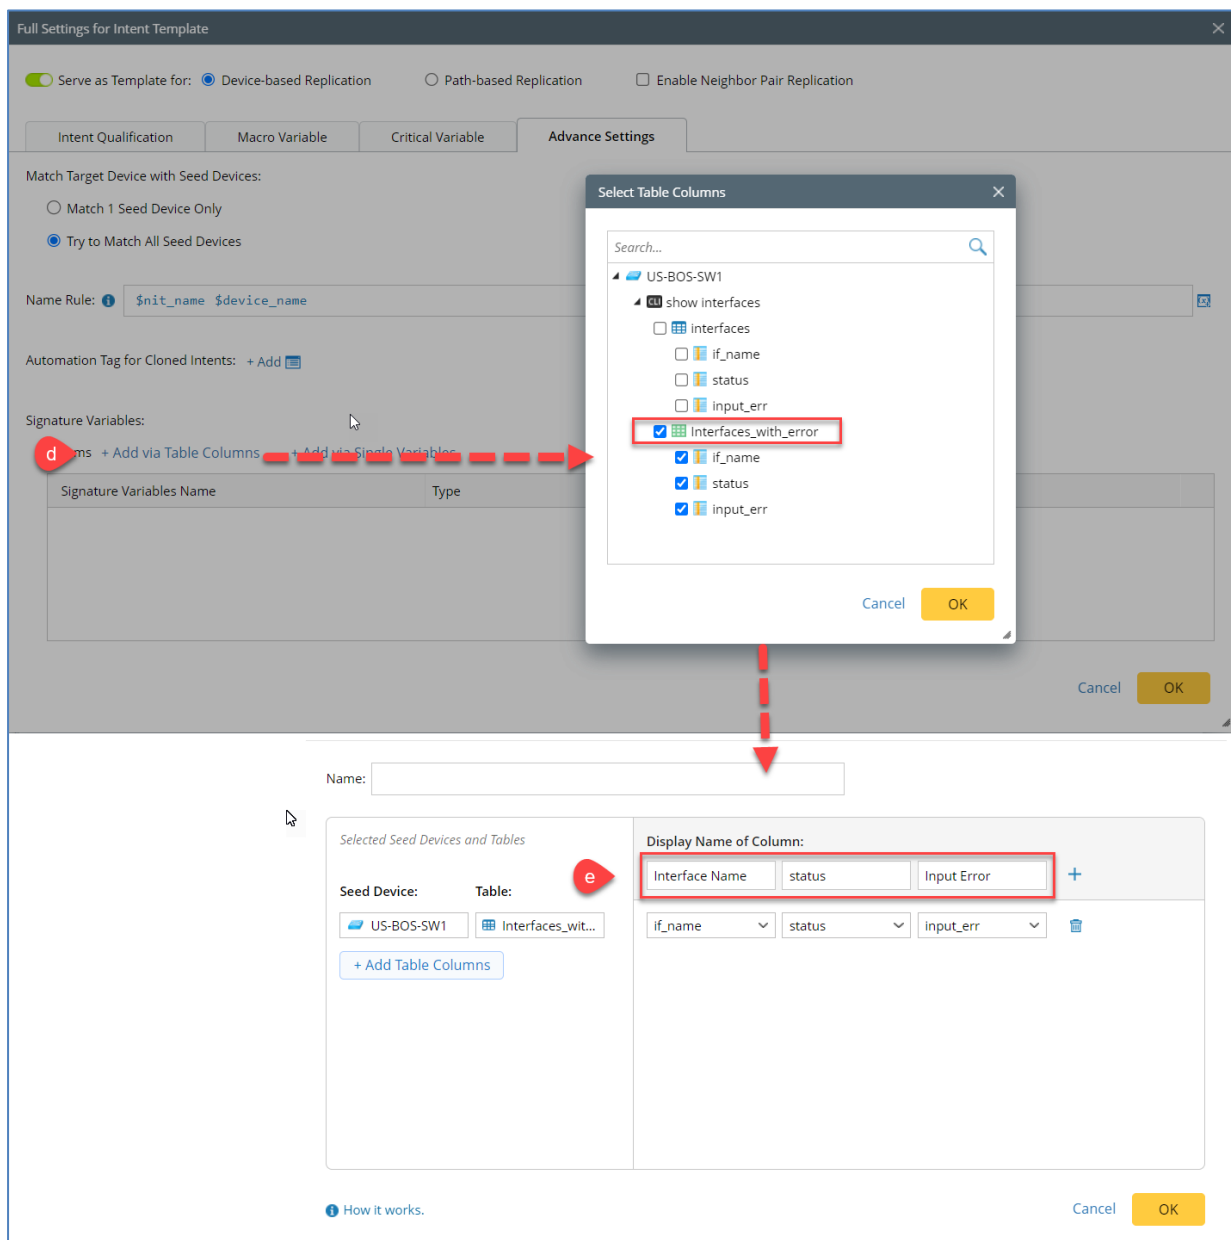 Full Settings for Intent Template
Serve as Template for: Device-based Replication Path-based Replication Enable Neighbor Pair Replication
Intent Qualification Macro Variable Critical Variable Advance Settings
Match Target Device with Seed Devices:
Match 1 Seed Device Only
Try to Match All Seed Devices
Name Rule: $nit_name $device_name
Automation Tag for Cloned Intents: + Add
Signature Variables:
d ms + Add via Table Columns + Add via Single Variables
Signature Variables Name Type
Select Table Columns
Search...
US-BOS-SW1
CLI show interfaces
interfaces
if_name
status
input_err
Interfaces_with_error
if_name
status
input_err
Cancel OK
Cancel OK
Name:
Selected Seed Devices and Tables
Display Name of Column:
e Interface Name status Input Error
Seed Device: Table:
US-BOS-SW1 Interfaces_wit... if_name status input_err
+ Add Table Columns
How it works.
Cancel OK